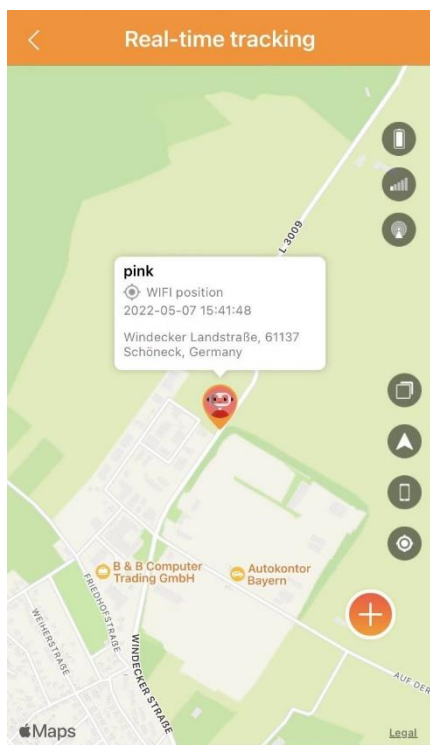 Real-time tracking
L 3009
pink
WIFI position
2022-05-07 15:41:48
Windecker Landstraße, 61137
Schöneck, Germany
B & B Computer
Trading GmbH
Autokontor
Bayern
FRIEDHOFSTRAßE
WEIHERSTRAßE
WINDECKER STRAßE
AUF DER
Maps
Legal